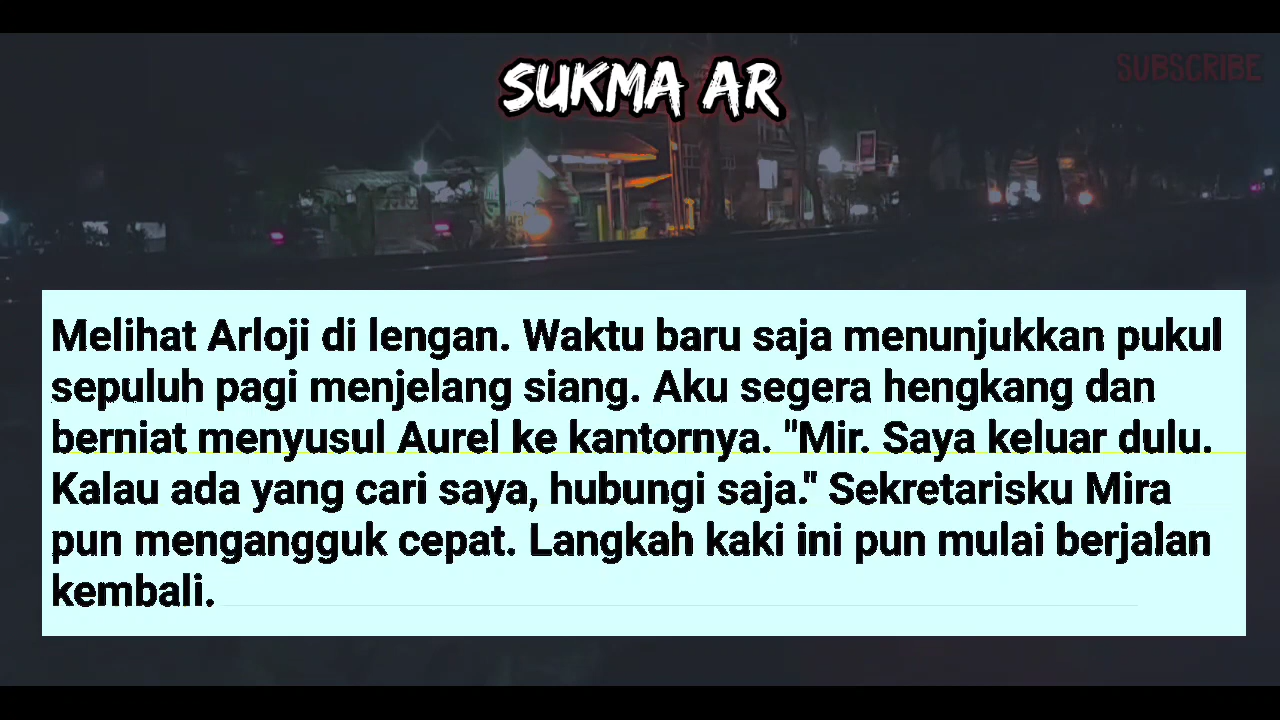 SUKMA AR
SUBSCRIBE
Melihat Arloji di lengan. Waktu baru saja menunjukkan pukul
sepuluh pagi menjelang siang. Aku segera hengkang dan
berniat menyusul Aurel ke kantornya. "Mir. Saya keluar dulu.
Kalau ada yang cari saya, hubungi saja." Sekretarisku Mira
pun mengangguk cepat. Langkah kaki ini pun mulai berjalan
kembali.